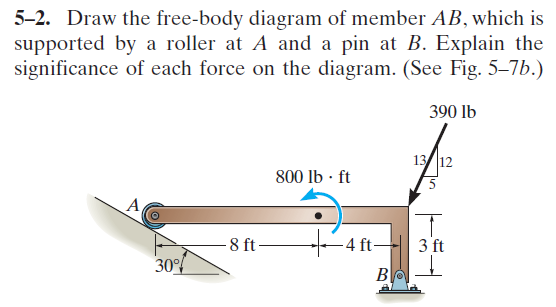 5–2. Draw the free-body diagram of member AB, which is
supported by a roller at A and a pin at B. Explain the
significance of each force on the diagram. (See Fig. 5–7b.)
390 lb
13
12
5
800 lb · ft
A
8 ft
4 ft
3 ft
30°
B